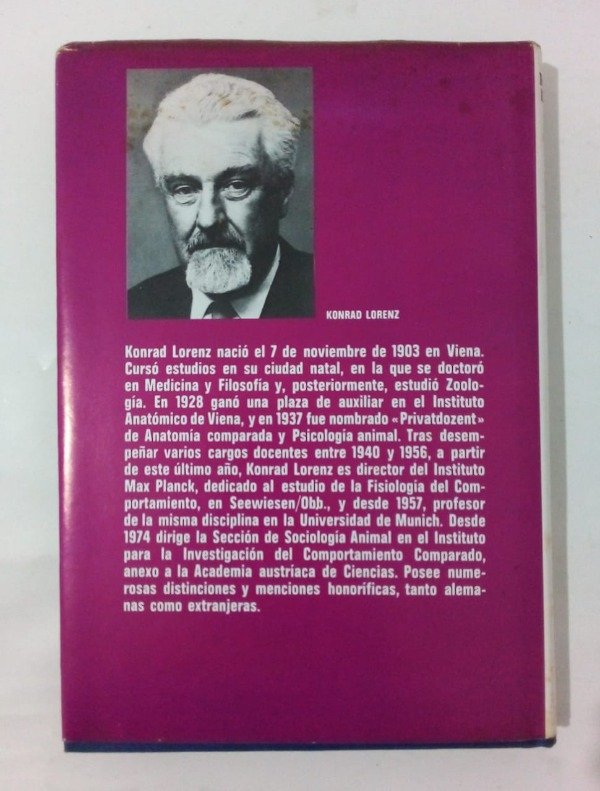 KONRAD LORENZ
Konrad Lorenz nació el 7 de noviembre de 1903 en Viena.
Cursó estudios en su ciudad natal, en la que se doctoró
en Medicina y Filosofía y, posteriormente, estudió Zoolo-
gía. En 1928 ganó una plaza de auxiliar en el Instituto
Anatómico de Viena, y en 1937 fue nombrado «Privatdozent»
de Anatomía comparada y Psicología animal. Tras desem-
peñar varios cargos docentes entre 1940 y 1956, a partir
de este último año, Konrad Lorenz es director del Instituto
Max Planck, dedicado al estudio de la Fisiología del Com-
portamiento, en Seewiesen/Obb., y desde 1957, profesor
de la misma disciplina en la Universidad de Munich. Desde
1974 dirige la Sección de Sociología Animal en el Instituto
para la Investigación del Comportamiento Comparado,
anexo a la Academia austríaca de Ciencias. Posee nume-
rosas distinciones y menciones honoríficas, tanto alema-
nas como extranjeras.